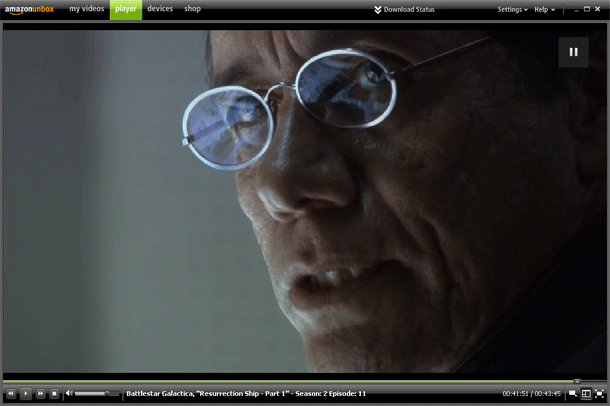 amazonunbox my videos player devices shop Download Status Settings Help
Battlestar Galactica, "Resurrection Ship - Part 1" - Season: 2 Episode: 11 00:41:51 / 00:43:45